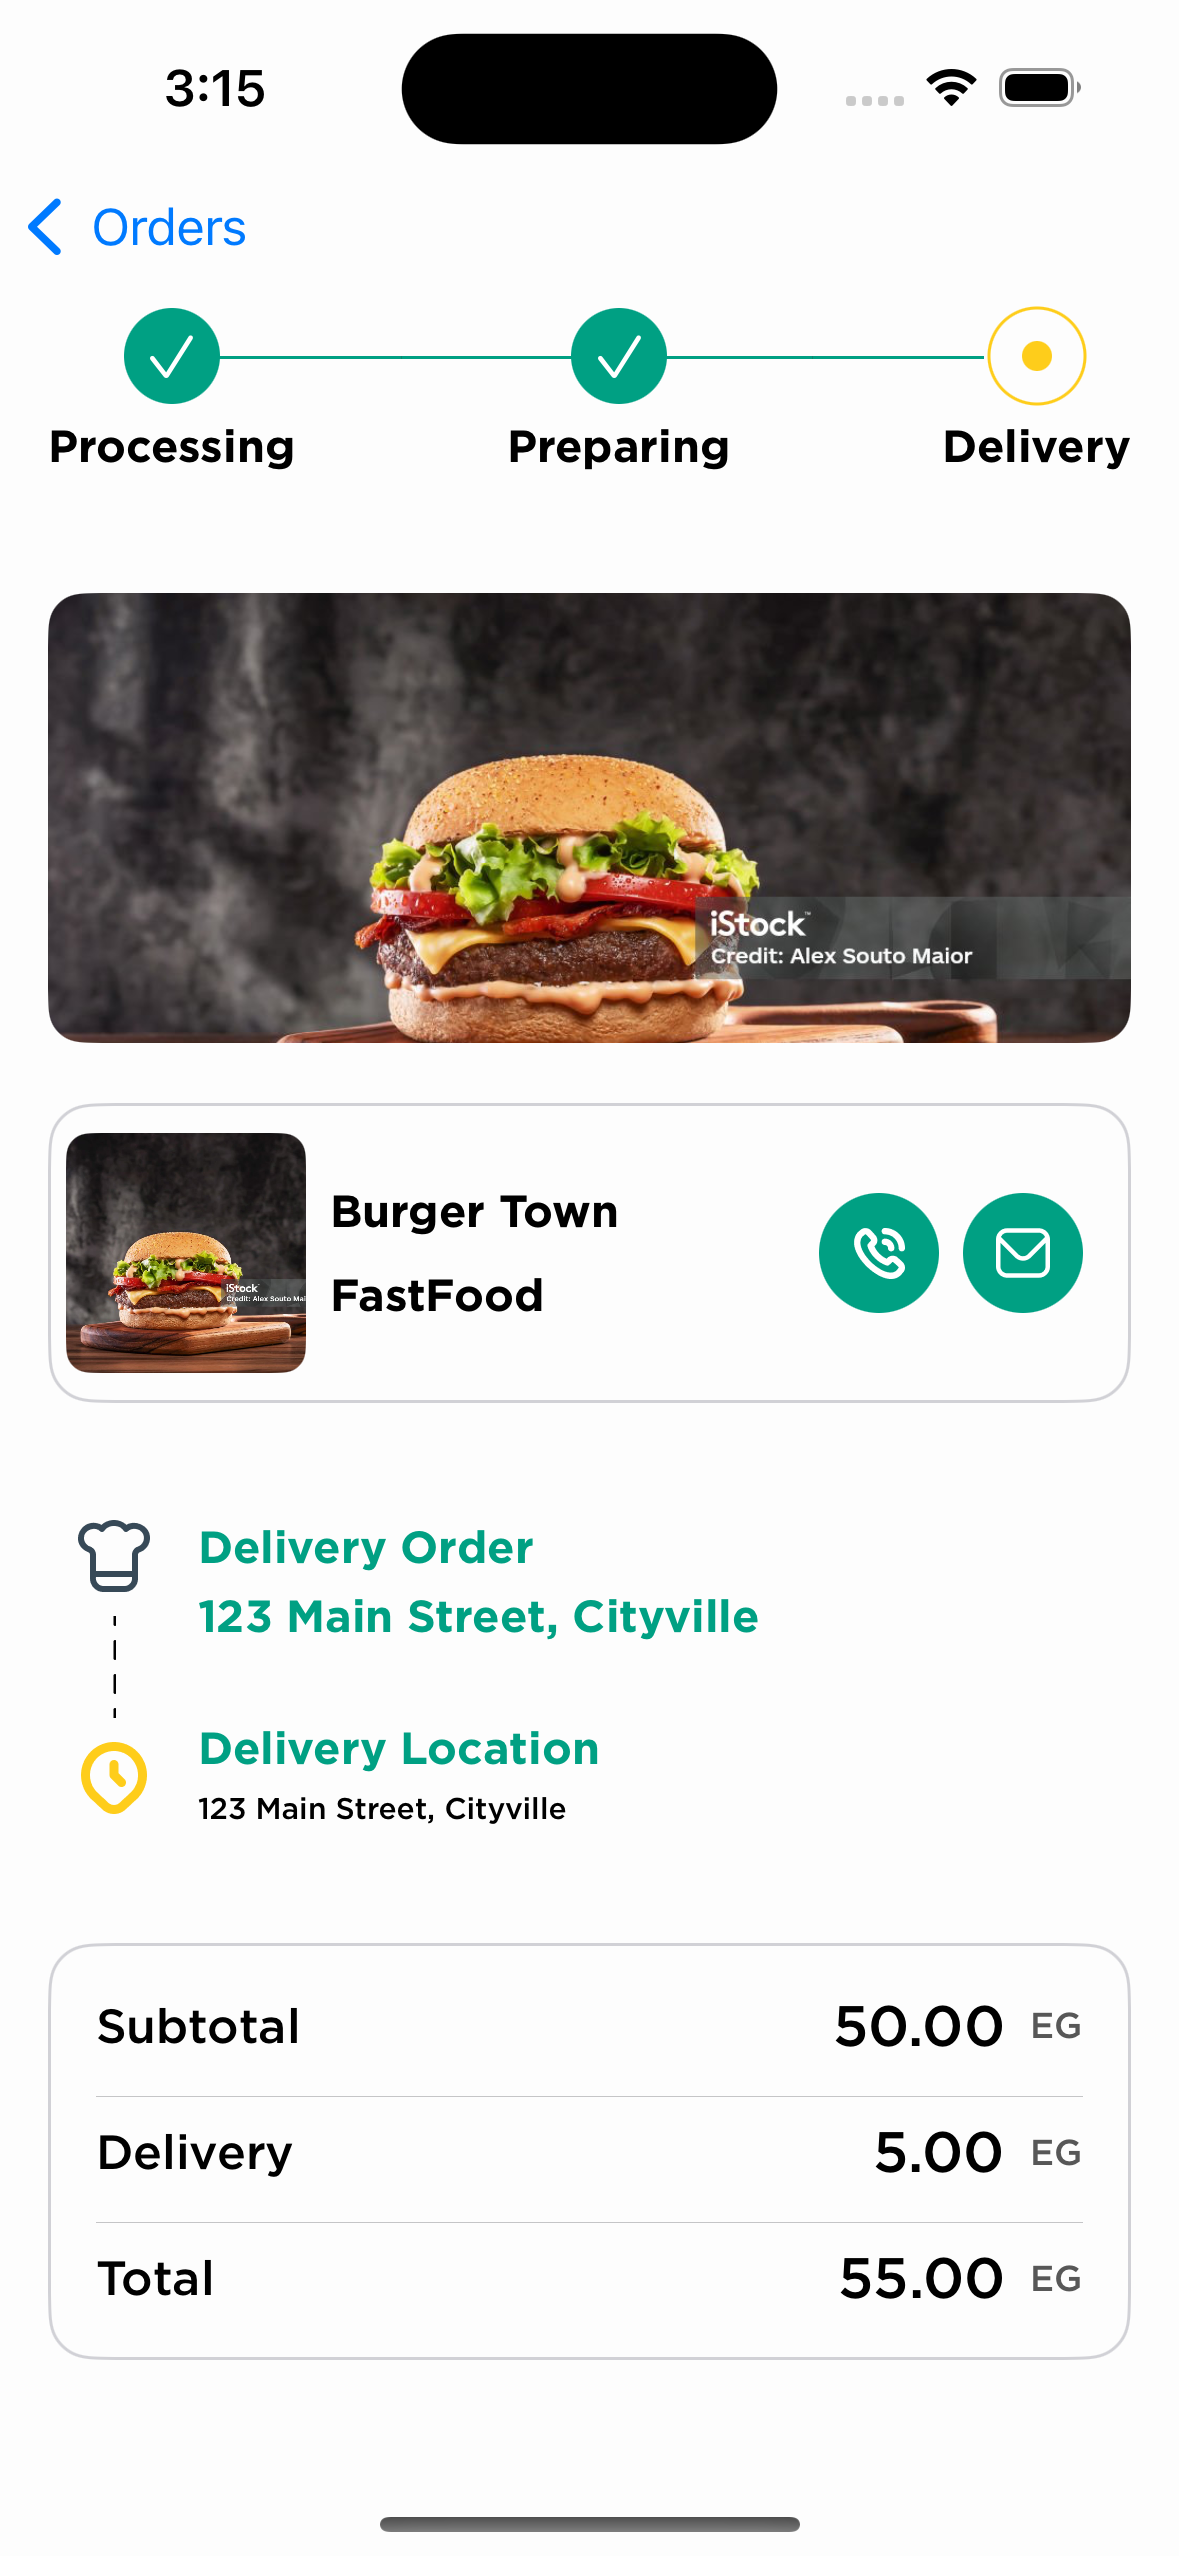 3:15
Orders
Processing
Preparing
Delivery
iStock™
Credit: Alex Souto Maior
Burger Town
FastFood
iStock
Credit: Alex Souto Mai
Delivery Order
123 Main Street, Cityville
Delivery Location
123 Main Street, Cityville
Subtotal 50.00 EG
Delivery 5.00 EG
Total 55.00 EG